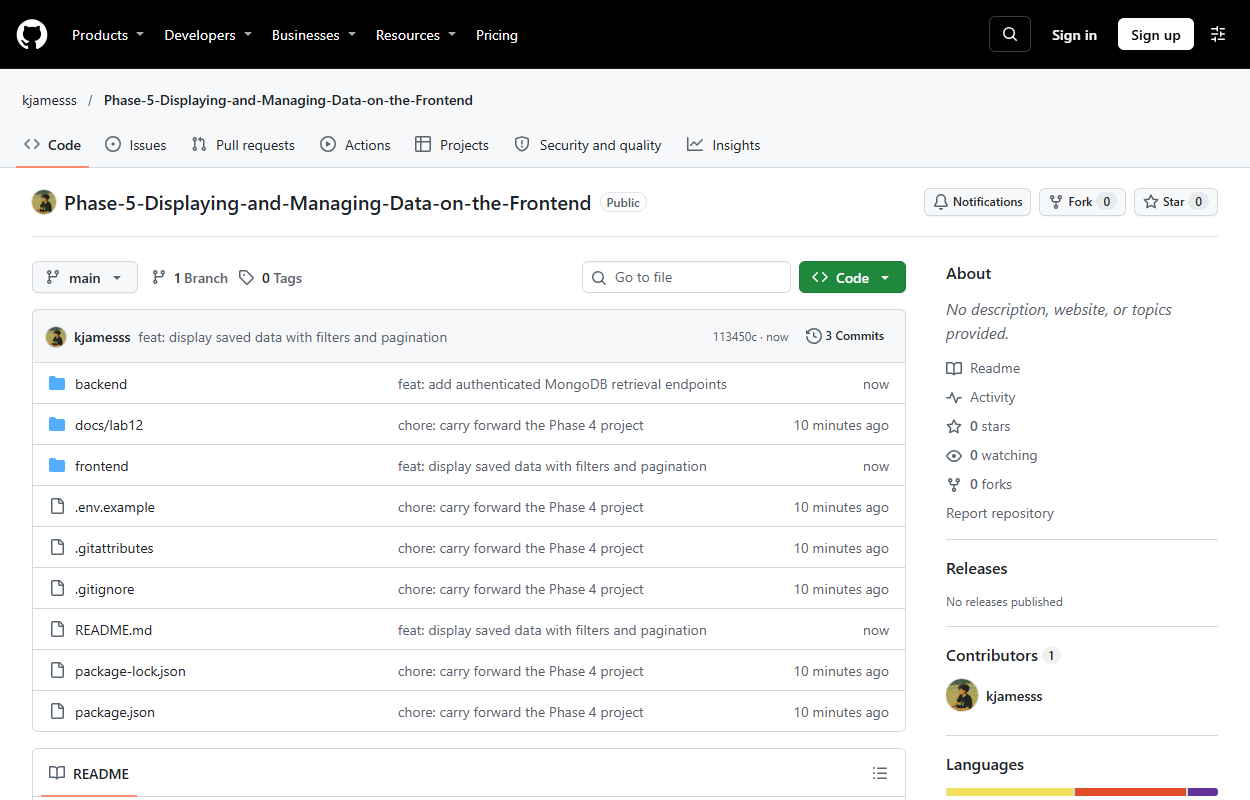 Products Developers Businesses Resources Pricing Sign in Sign up
kjamesss / Phase-5-Displaying-and-Managing-Data-on-the-Frontend
Code Issues Pull requests Actions Projects Security and quality Insights
Phase-5-Displaying-and-Managing-Data-on-the-Frontend Public Notifications Fork 0 Star 0
main 1 Branch 0 Tags Go to file Code
kjamesss feat: display saved data with filters and pagination 113450c · now 3 Commits
backend feat: add authenticated MongoDB retrieval endpoints now
docs/lab12 chore: carry forward the Phase 4 project 10 minutes ago
frontend feat: display saved data with filters and pagination now
.env.example chore: carry forward the Phase 4 project 10 minutes ago
.gitattributes chore: carry forward the Phase 4 project 10 minutes ago
.gitignore chore: carry forward the Phase 4 project 10 minutes ago
README.md feat: display saved data with filters and pagination now
package-lock.json chore: carry forward the Phase 4 project 10 minutes ago
package.json chore: carry forward the Phase 4 project 10 minutes ago
README
About
No description, website, or topics
provided.
Readme
Activity
0 stars
0 watching
0 forks
Report repository
Releases
No releases published
Contributors 1
kjamesss
Languages